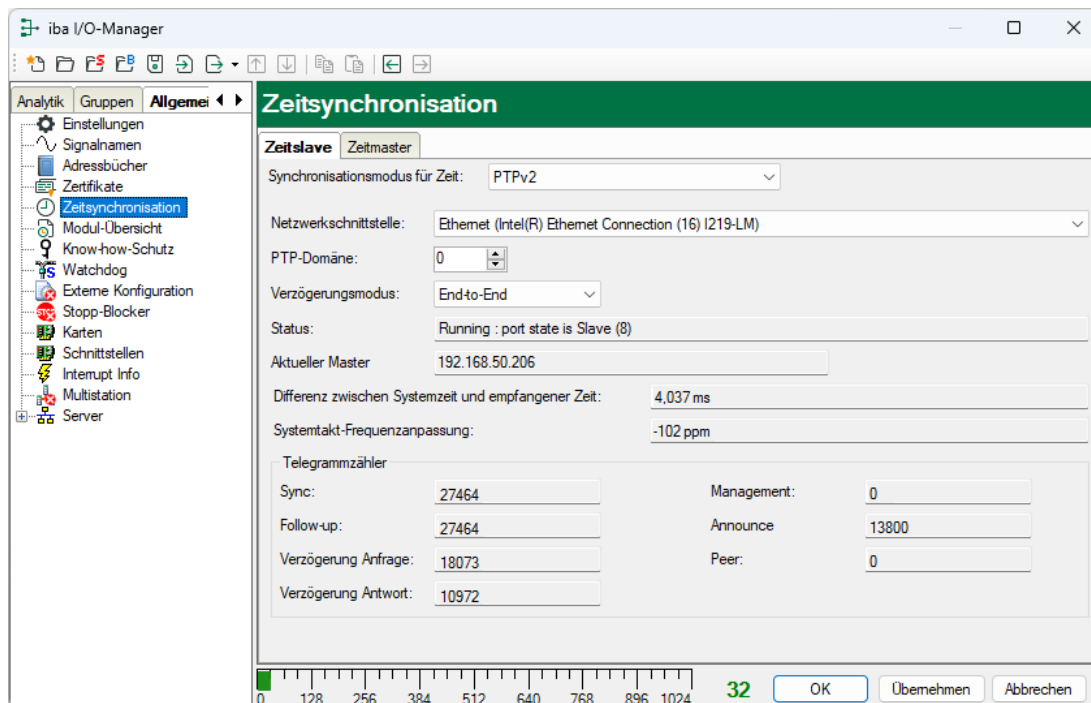 iba I/O-Manager
Analytik Gruppen Allgemei
Einstellungen
Signalnamen
Adressbücher
Zertifikate
Zeitsynchronisation
Modul-Übersicht
Know-how-Schutz
Watchdog
Externe Konfiguration
Stopp-Blocker
Karten
Schnittstellen
Interrupt Info
Multistation
Server
Zeitsynchronisation
Zeitslave Zeitmaster
Synchronisationsmodus für Zeit: PTPv2
Netzwerkschnittstelle: Ethernet (Intel(R) Ethernet Connection (16) I219-LM)
PTP-Domäne: 0
Verzögerungsmodus: End-to-End
Status: Running : port state is Slave (8)
Aktueller Master 192.168.50.206
Differenz zwischen Systemzeit und empfangener Zeit: 4,037 ms
Systemtakt-Frequenzanpassung: -102 ppm
Telegrammzähler
Sync: 27464 Management: 0
Follow-up: 27464 Announce 13800
Verzögerung Anfrage: 18073 Peer: 0
Verzögerung Antwort: 10972
0 128 256 384 512 640 768 896 1024 32 OK Übernehmen Abbrechen